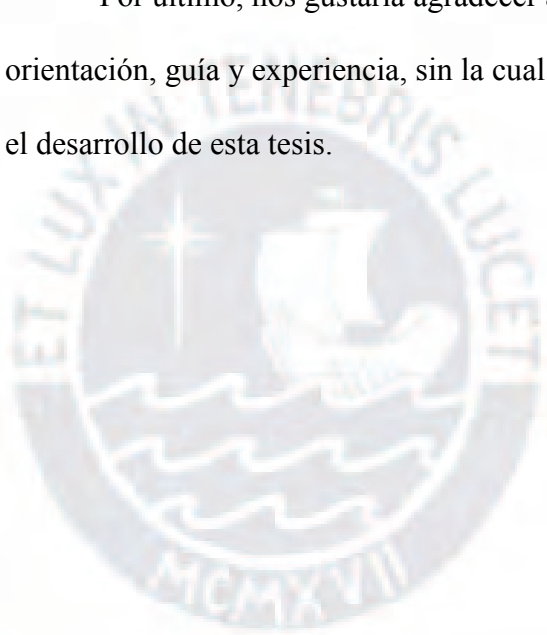 Por último, nos gustaría agradecer
orientación, guía y experiencia, sin la cual
el desarrollo de esta tesis.
ET LUX IN TENEBRIS LUCET
MCMXVII